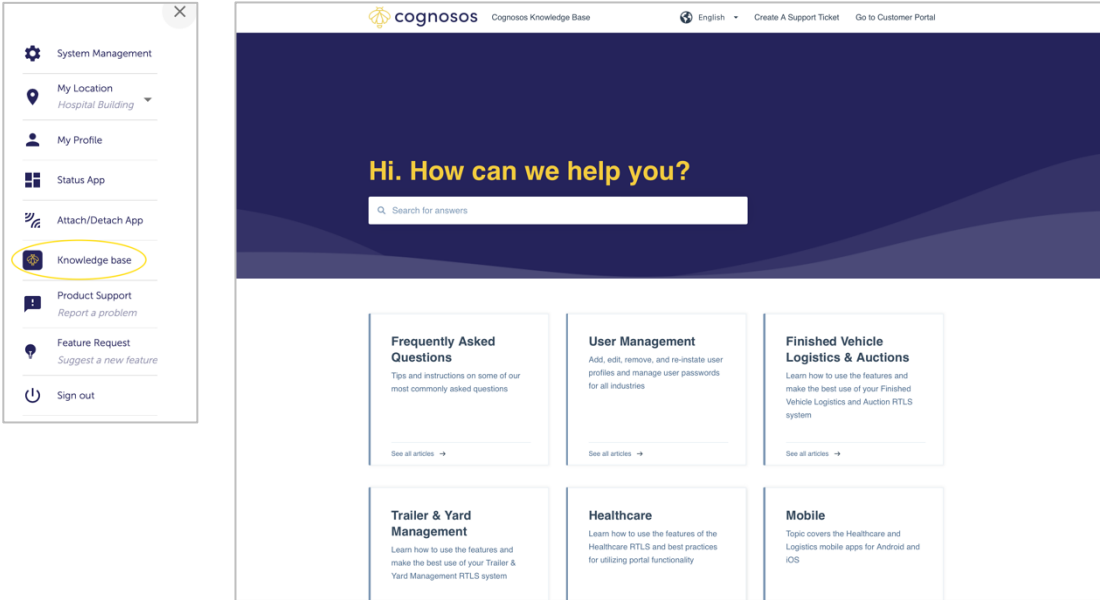 System Management
My Location
Hospital Building
My Profile
Status App
Attach/Detach App
Knowledge base
Product Support
Report a problem
Feature Request
Suggest a new feature
Sign out
cognosos Cognosos Knowledge Base English Create A Support Ticket Go to Customer Portal
Hi. How can we help you?
Search for answers
Frequently Asked
Questions
Tips and instructions on some of our
most commonly asked questions
See all articles →
User Management
Add, edit, remove, and re-instate user
profiles and manage user passwords
for all industries
See all articles →
Finished Vehicle
Logistics & Auctions
Learn how to use the features and
make the best use of your Finished
Vehicle Logistics and Auction RTLS
system
See all articles →
Trailer & Yard
Management
Learn how to use the features and
make the best use of your Trailer &
Yard Management RTLS system
Healthcare
Learn how to use the features of the
Healthcare RTLS and best practices
for utilizing portal functionality
Mobile
Topic covers the Healthcare and
Logistics mobile apps for Android and
iOS